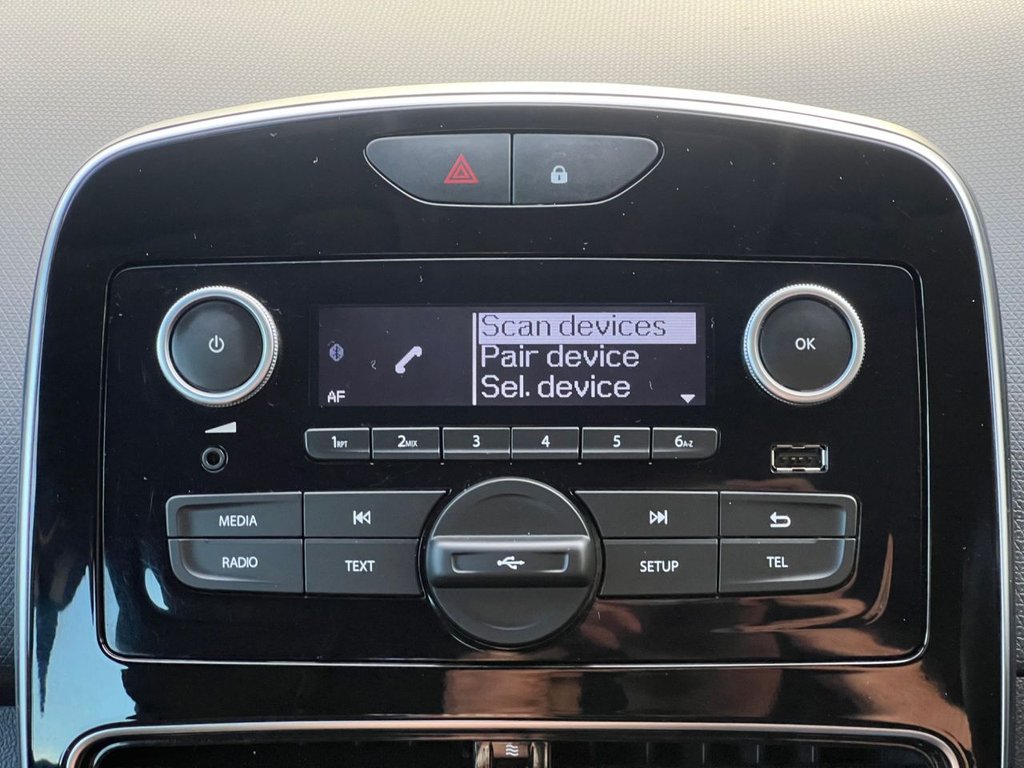 Scan devices
Pair device
Sel. device
AF
OK
1RPT 2MIX 3 4 5 6A-Z
MEDIA
RADIO TEXT SETUP TEL